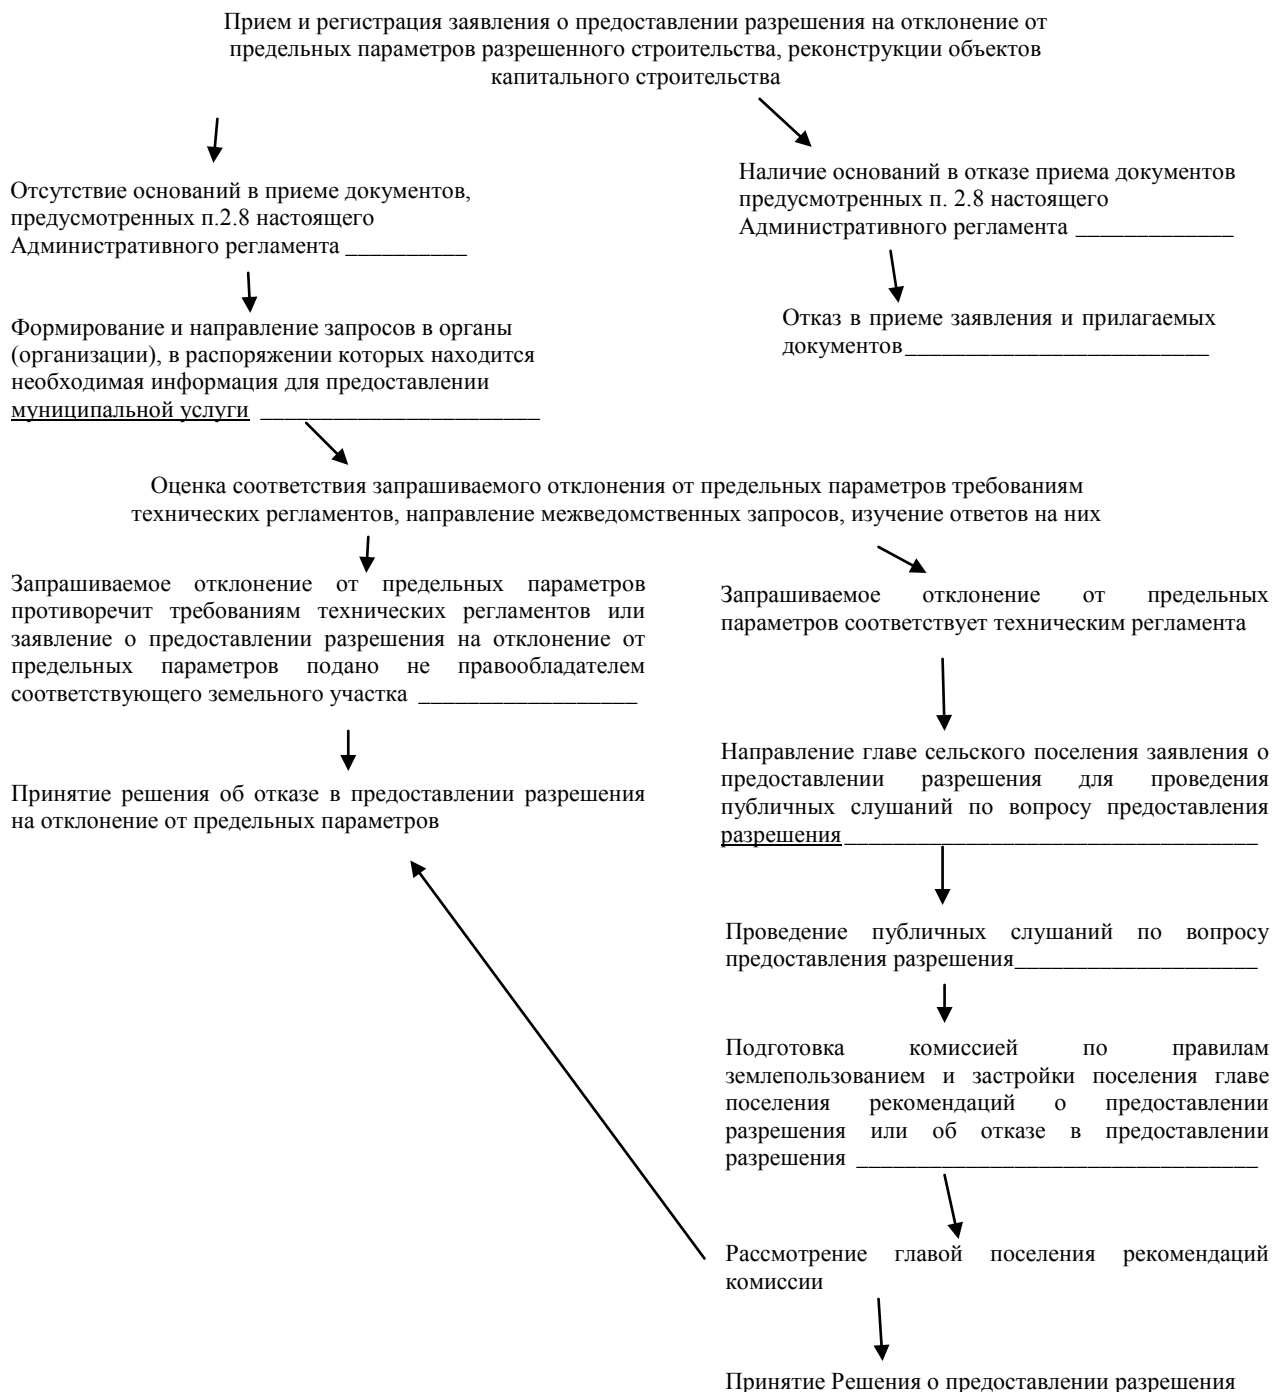 Прием и регистрация заявления о предоставлении разрешения на отклонение от
предельных параметров разрешенного строительства, реконструкции объектов
капитального строительства
Отсутствие оснований в приеме документов,
предусмотренных п.2.8 настоящего
Административного регламента __________
Наличие оснований в отказе приема документов
предусмотренных п. 2.8 настоящего
Административного регламента _____________
Формирование и направление запросов в органы
(организации), в распоряжении которых находится
необходимая информация для предоставлении
муниципальной услуги _______________________
Отказ в приеме заявления и прилагаемых
документов_________________________
Оценка соответствия запрашиваемого отклонения от предельных параметров требованиям
технических регламентов, направление межведомственных запросов, изучение ответов на них
Запрашиваемое отклонение от предельных параметров
противоречит требованиям технических регламентов или
заявление о предоставлении разрешения на отклонение от
предельных параметров подано не правообладателем
соответствующего земельного участка __________________
Принятие решения об отказе в предоставлении разрешения
на отклонение от предельных параметров
Запрашиваемое отклонение от предельных
параметров соответствует техническим регламента
Направление главе сельского поселения заявления о
предоставлении разрешения для проведения
публичных слушаний по вопросу предоставления
разрешения__________________________________
Проведение публичных слушаний по вопросу
предоставления разрешения____________________
Подготовка комиссией по правилам
землепользованием и застройки поселения главе
поселения рекомендаций о предоставлении
разрешения или об отказе в предоставлении
разрешения _________________________________
Рассмотрение главой поселения рекомендаций
комиссии
Принятие Решения о предоставлении разрешения